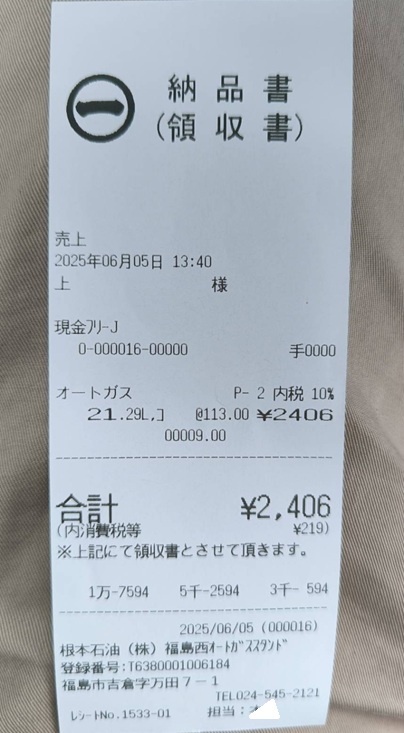 ㊀ 納品書
(領収書)
売上
2025年06月05日 13:40
上 様
現金フリ-J
0-000016-00000 手0000
オートガス P- 2 内税 10%
21.29L,コ @113.00 ¥2406
00009.00
合計 ¥2,406
(内消費税等 ¥219)
※上記にて領収書とさせて頂きます。
1万-7594 5千-2594 3千- 594
2025/06/05 (000016)
根本石油(株)福島西オートガススタンド
登録番号:T6380001006184
福島市吉倉字万田7-1
TEL024-545-2121
レシートNo.1533-01 担当: